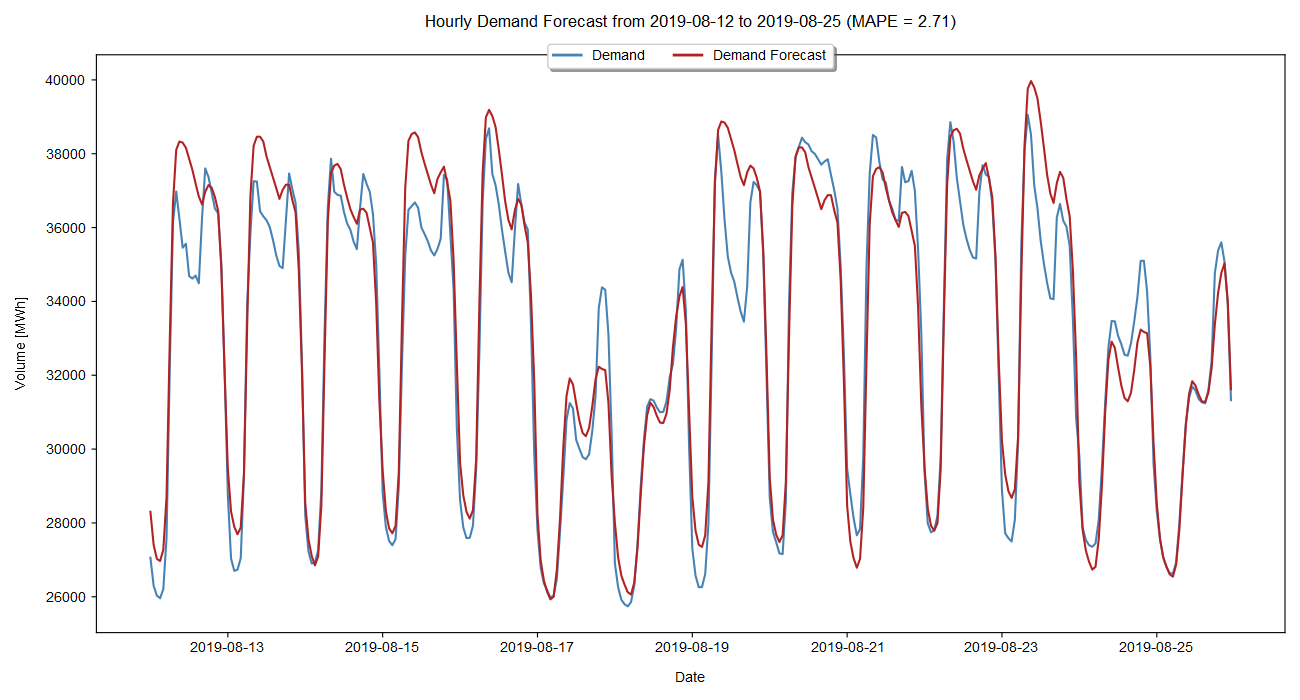 Hourly Demand Forecast from 2019-08-12 to 2019-08-25 (MAPE = 2.71)
Demand Demand Forecast
40000
38000
36000
34000
32000
30000
28000
26000
Volume [MWh]
2019-08-13 2019-08-15 2019-08-17 2019-08-19 2019-08-21 2019-08-23 2019-08-25
Date